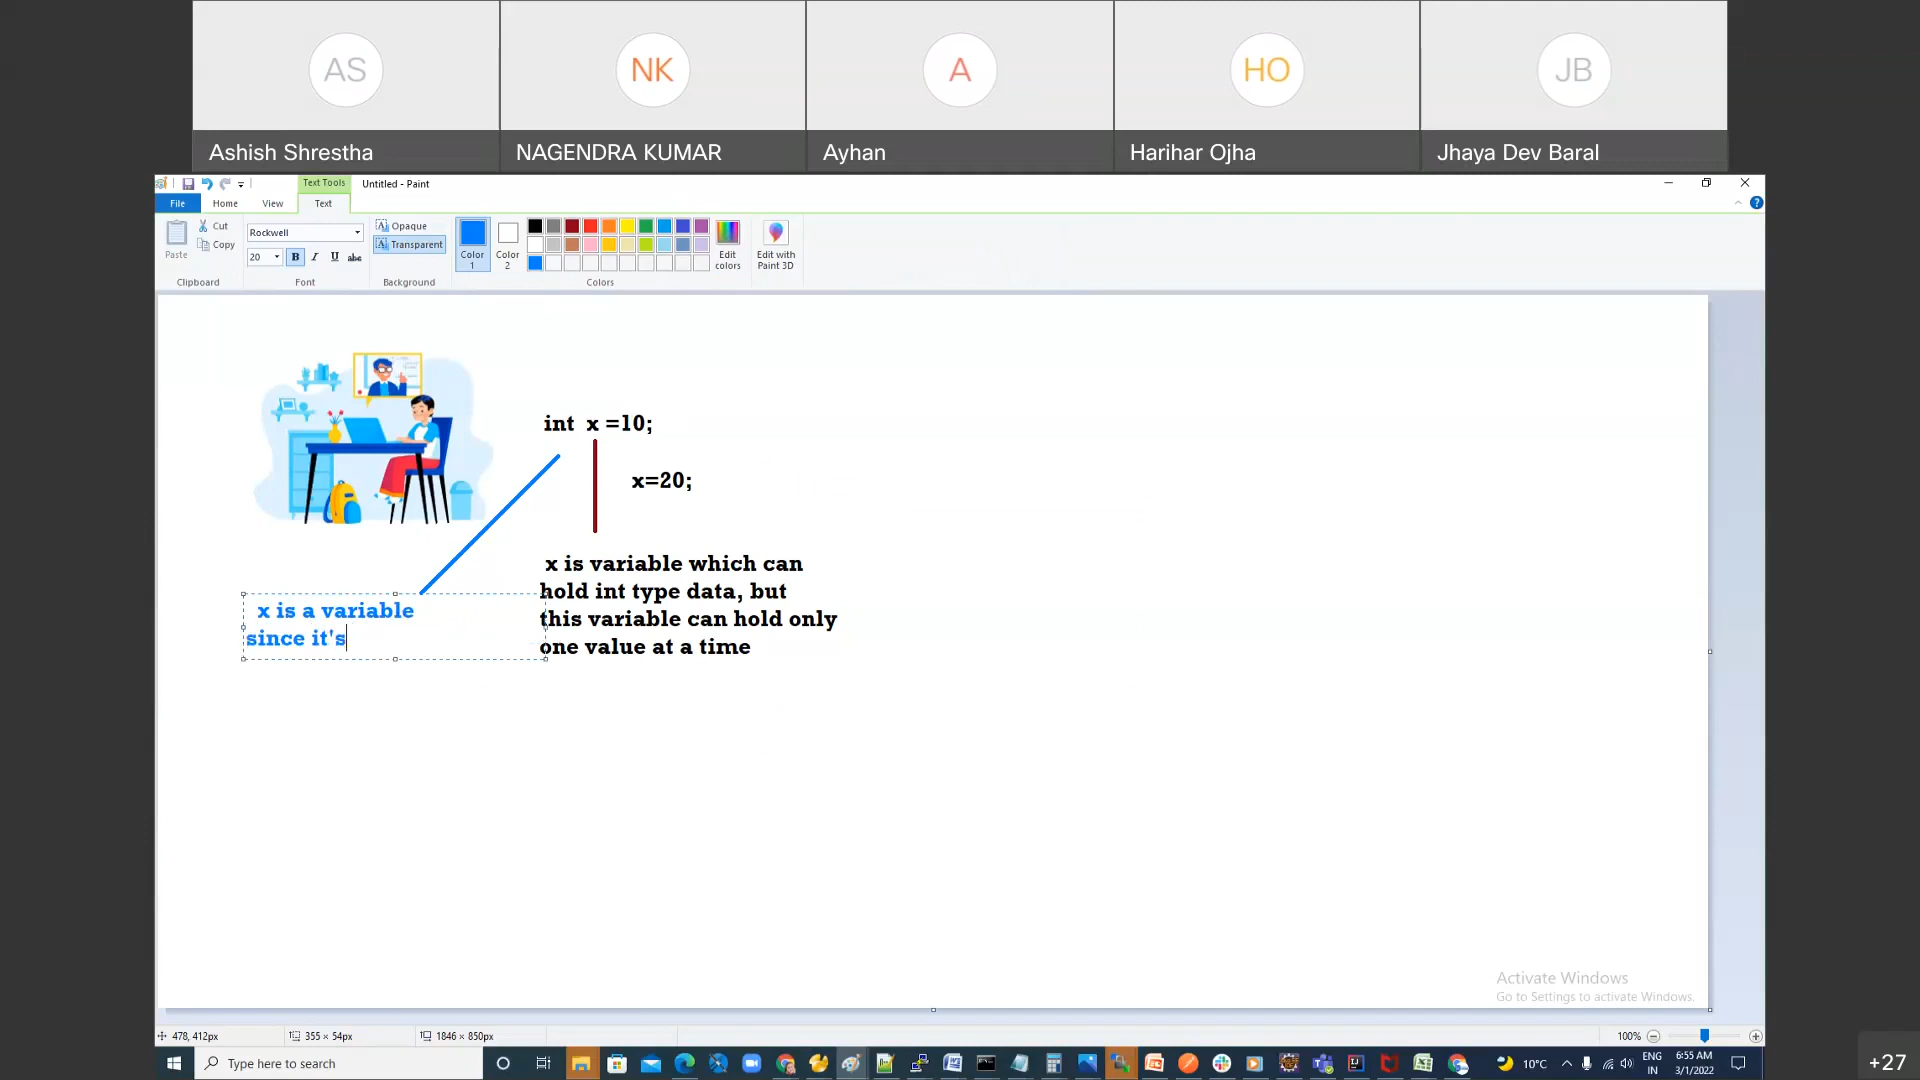 AS
NK
A
HO
JB
Ashish Shrestha
NAGENDRA KUMAR
Ayhan
Harihar Ojha
Jhaya Dev Baral
Text Tools
Untitled - Paint
File
Home
View
Text
Paste
Cut
Copy
Clipboard
Rockwell
20
B
I
U
abc
Font
Opaque
Transparent
Background
Color
1
Color
2
Colors
Edit
colors
Edit with
Paint 3D
int x =10;
x=20;
x is variable which can
hold int type data, but
this variable can hold only
one value at a time
x is a variable
since it's
Activate Windows
Go to Settings to activate Windows.
478, 412px
355 × 54px
1846 × 850px
100%
Type here to search
10°C
ENG
IN
6:55 AM
3/1/2022
+27